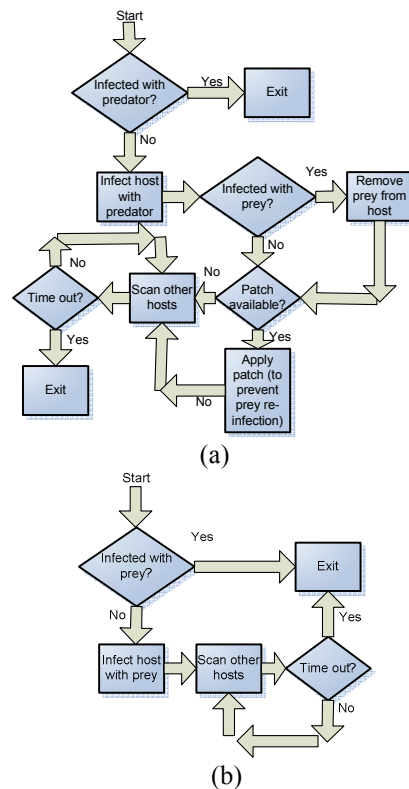 Start
Infected with
predator?
Yes
Exit
No
Infect host
with
predator
Infected with
prey?
Yes
Remove
prey from
host
No
No
No
Time out?
Scan other
hosts
Patch
available?
Yes
Yes
Exit
Apply
patch (to
prevent
prey re-
infection)
No
(a)
Start
Infected with
prey?
Yes
Exit
No
Yes
Infect host
with prey
Scan other
hosts
Time out?
No
(b)